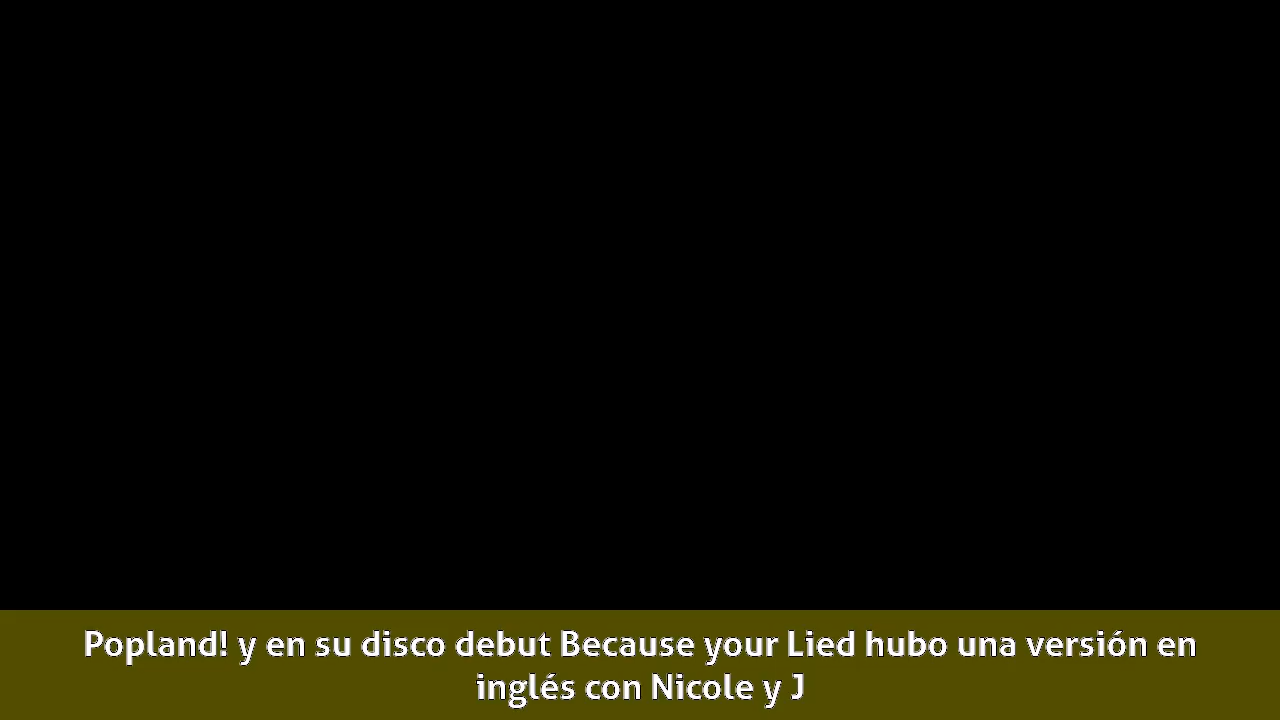 Popland! y en su disco debut Because your Lied hubo una versión en
inglés con Nicole y J